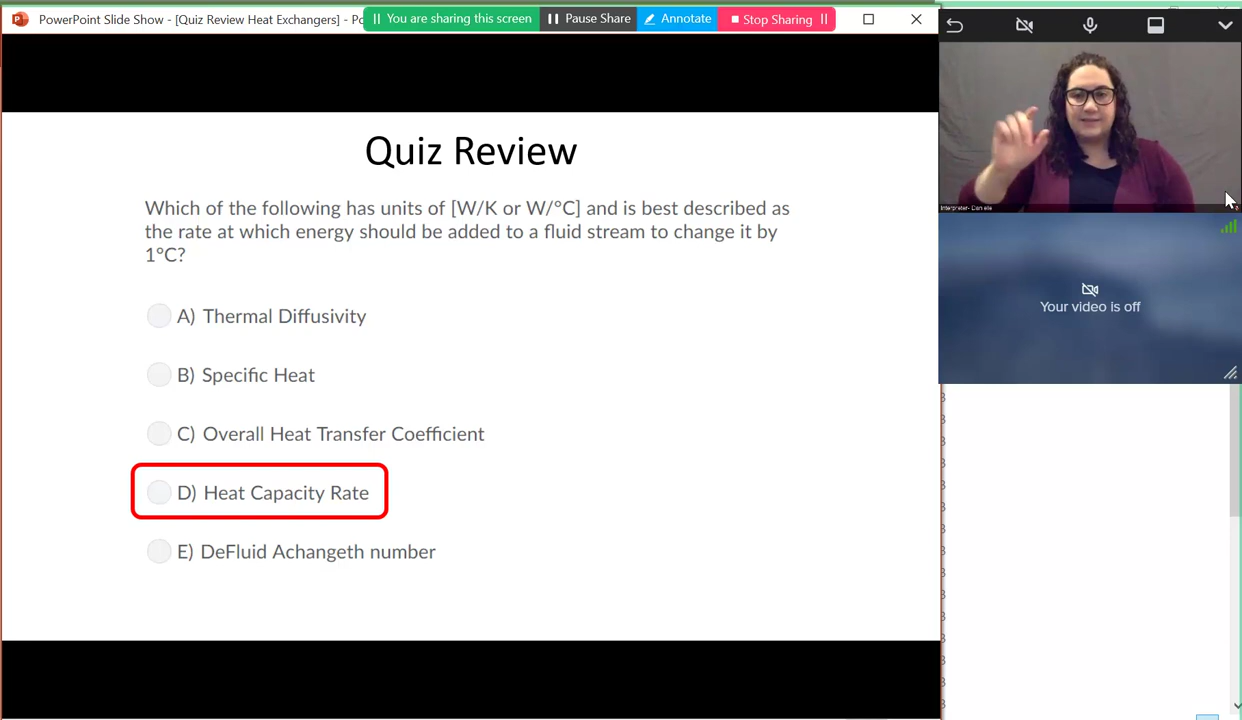 PowerPoint Slide Show - [Quiz Review Heat Exchangers] - Po
You are sharing this screen
Pause Share
Annotate
Stop Sharing
Quiz Review
Which of the following has units of [W/K or W/°C] and is best described as
the rate at which energy should be added to a fluid stream to change it by
1°C?
A) Thermal Diffusivity
B) Specific Heat
C) Overall Heat Transfer Coefficient
D) Heat Capacity Rate
E) DeFluid Achangeth number
Interpreter- Danielle
Your video is off